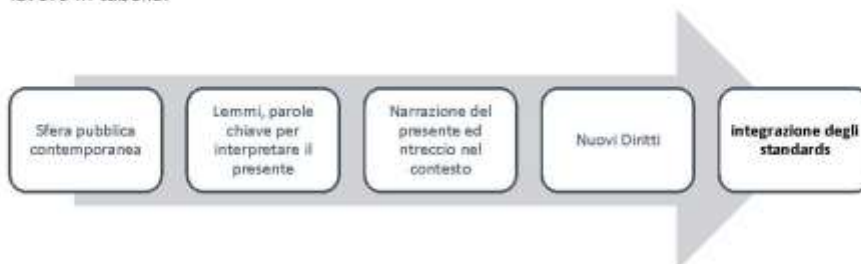 Sfera pubblica
contemporanea
Lemmi, parole
chiave per
interpretare il
presente
Narrazione del
presente ed
ntreccio nel
contesto
Nuovi Diritti
integrazione degli
standards